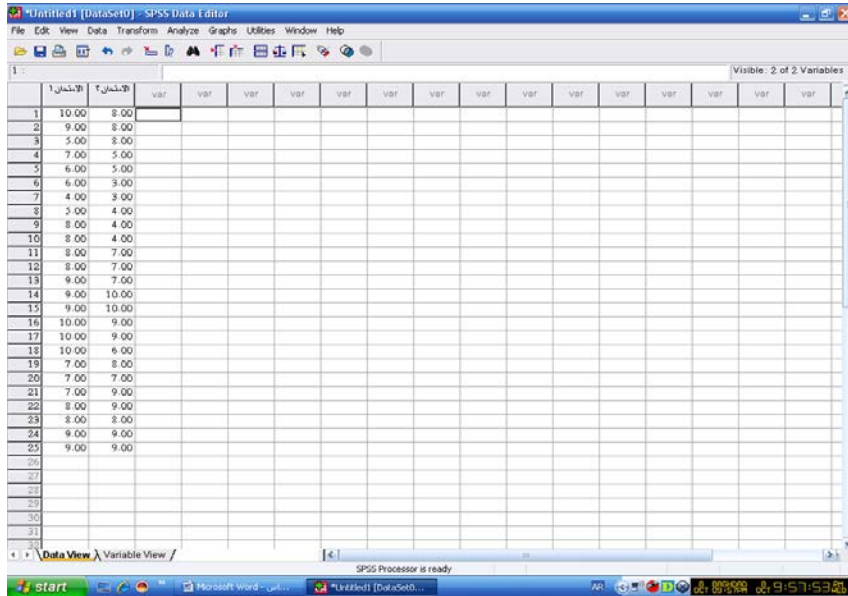 *Untitled1 [DataSet0] - SPSS Data Editor
File Edit View Data Transform Analyze Graphs Utilities Window Help
1 : Visible: 2 of 2 Variables
الامتحان١ الامتحان٢ var var var var var var var var var var var var var var
1 10.00 8.00
2 9.00 8.00
3 5.00 8.00
4 7.00 5.00
5 6.00 5.00
6 6.00 3.00
7 4.00 3.00
8 5.00 4.00
9 8.00 4.00
10 8.00 4.00
11 8.00 7.00
12 8.00 7.00
13 9.00 7.00
14 9.00 10.00
15 9.00 10.00
16 10.00 9.00
17 10.00 9.00
18 10.00 6.00
19 7.00 8.00
20 7.00 7.00
21 7.00 9.00
22 8.00 9.00
23 8.00 8.00
24 9.00 9.00
25 9.00 9.00
26
27
28
29
30
31
32
Data View Variable View
SPSS Processor is ready
start Microsoft Word - *Untitled1 [DataSet0... AR 9:57:53